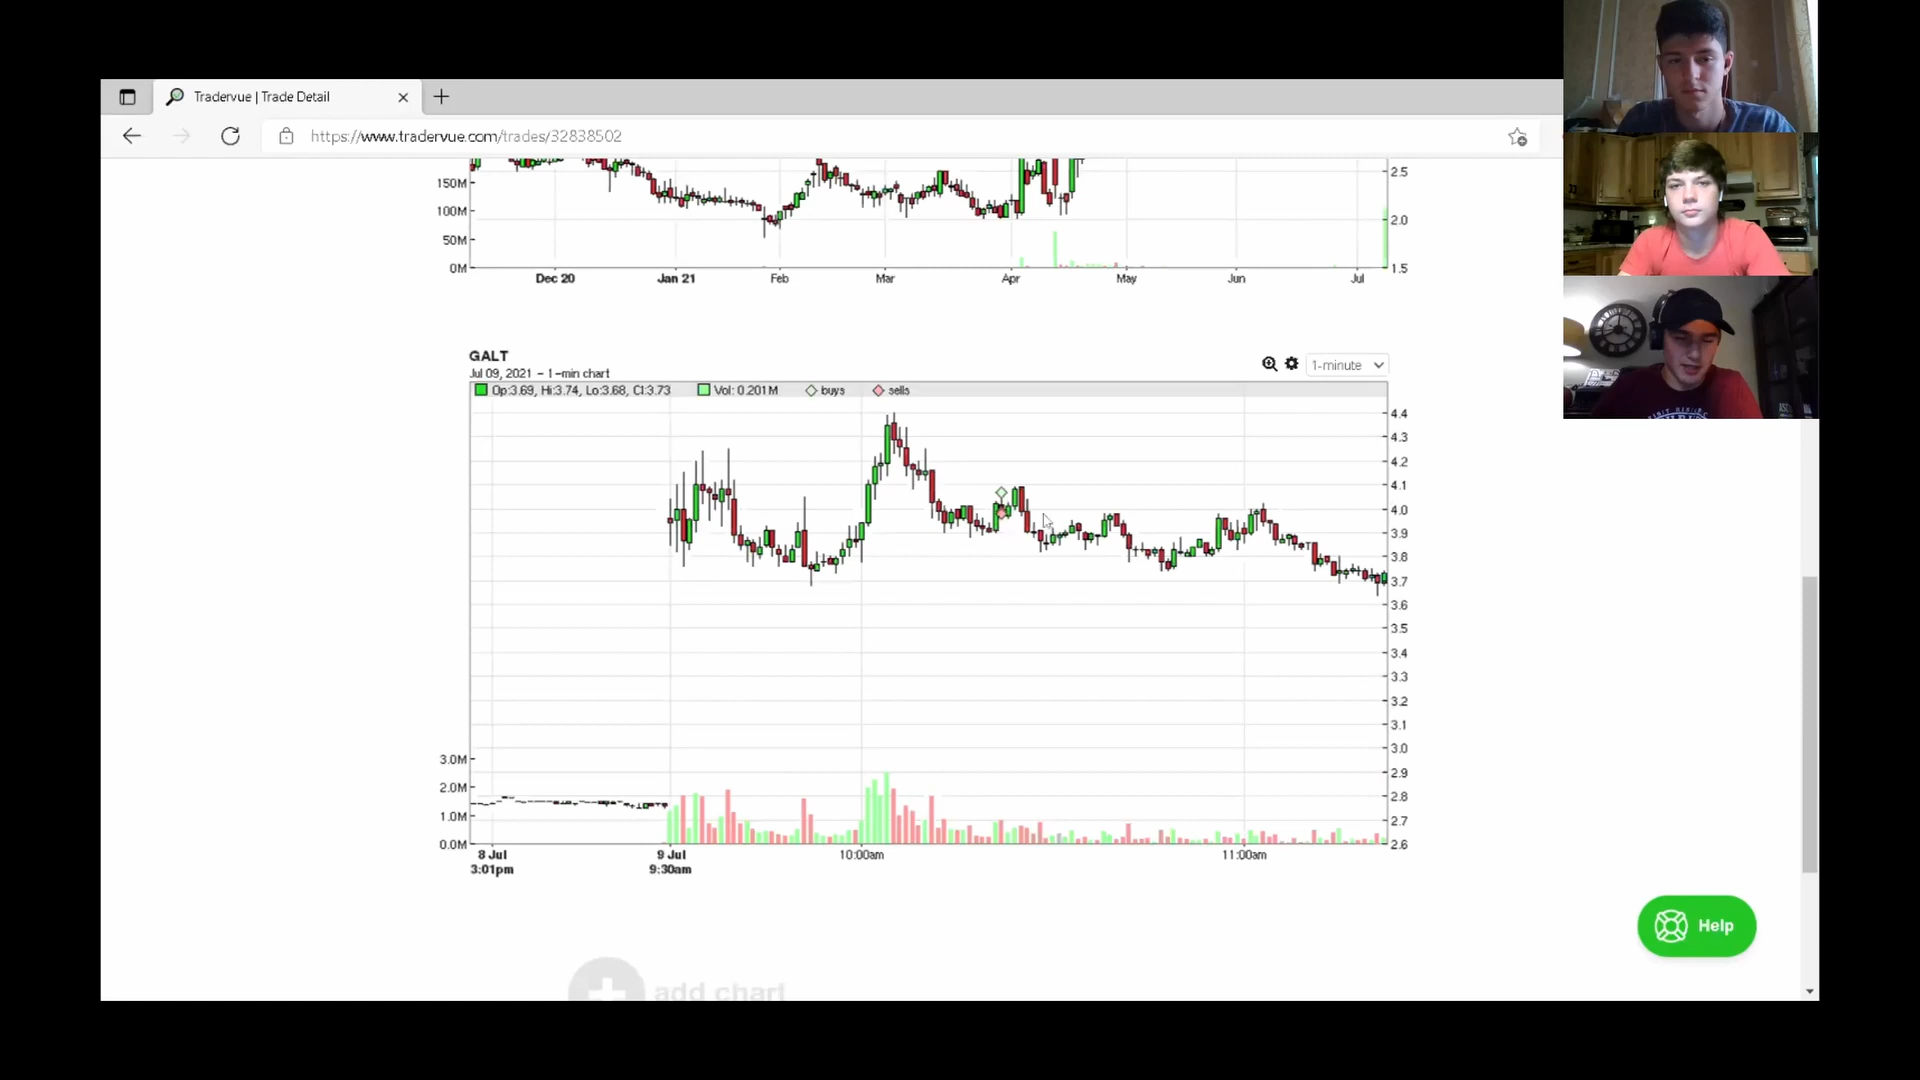 Tradervue | Trade Detail
https://www.tradervue.com/trades/32838502
2.5
150M
100M
2.0
50M
0M
1.5
Dec 20 Jan 21 Feb Mar Apr May Jun Jul
GALT
Jul 09, 2021 - 1-min chart
1-minute
Op:3.69, Hi:3.74, Lo:3.68, Cl:3.73 Vol: 0.201M buys sells
4.4
4.3
4.2
4.1
4.0
3.9
3.8
3.7
3.6
3.5
3.4
3.3
3.2
3.1
3.0
3.0M
2.9
2.0M
2.8
1.0M
2.7
0.0M
2.6
8 Jul 9 Jul 10:00am 11:00am
3:01pm 9:30am
Help
add chart